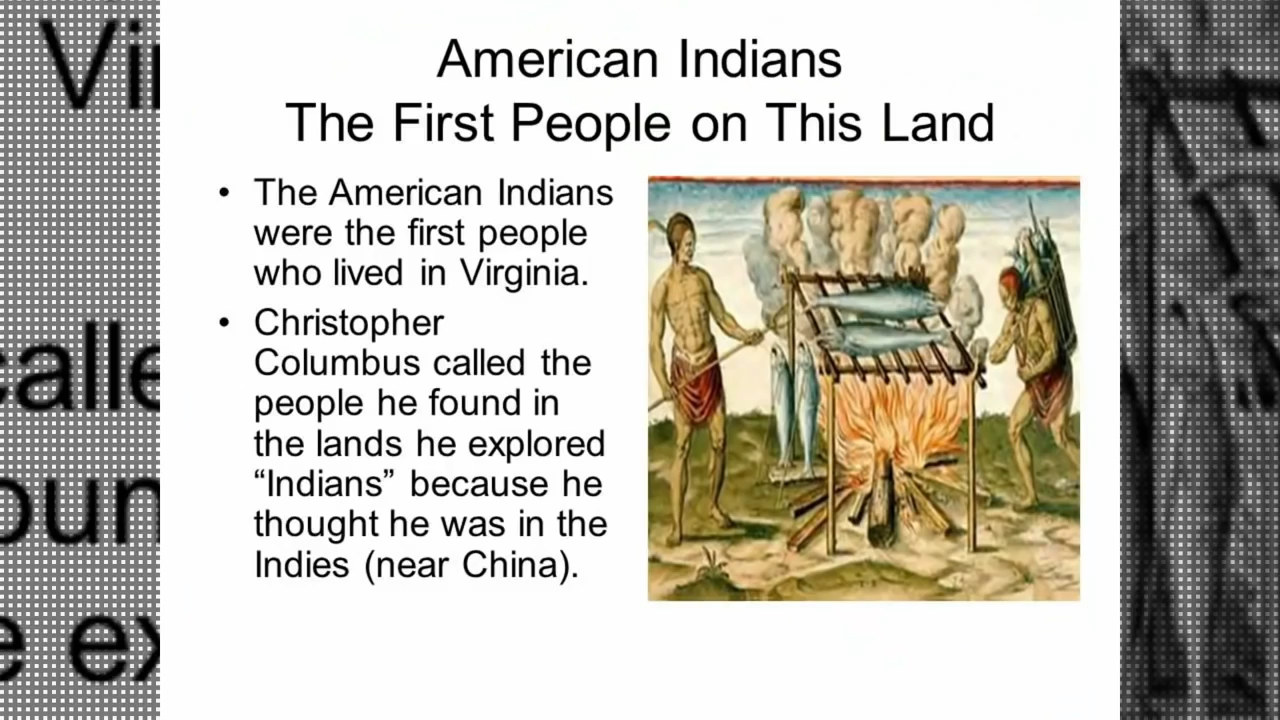 American Indians
The First People on This Land
• The American Indians
were the first people
who lived in Virginia.
• Christopher
Columbus called the
people he found in
the lands he explored
“Indians” because he
thought he was in the
Indies (near China).